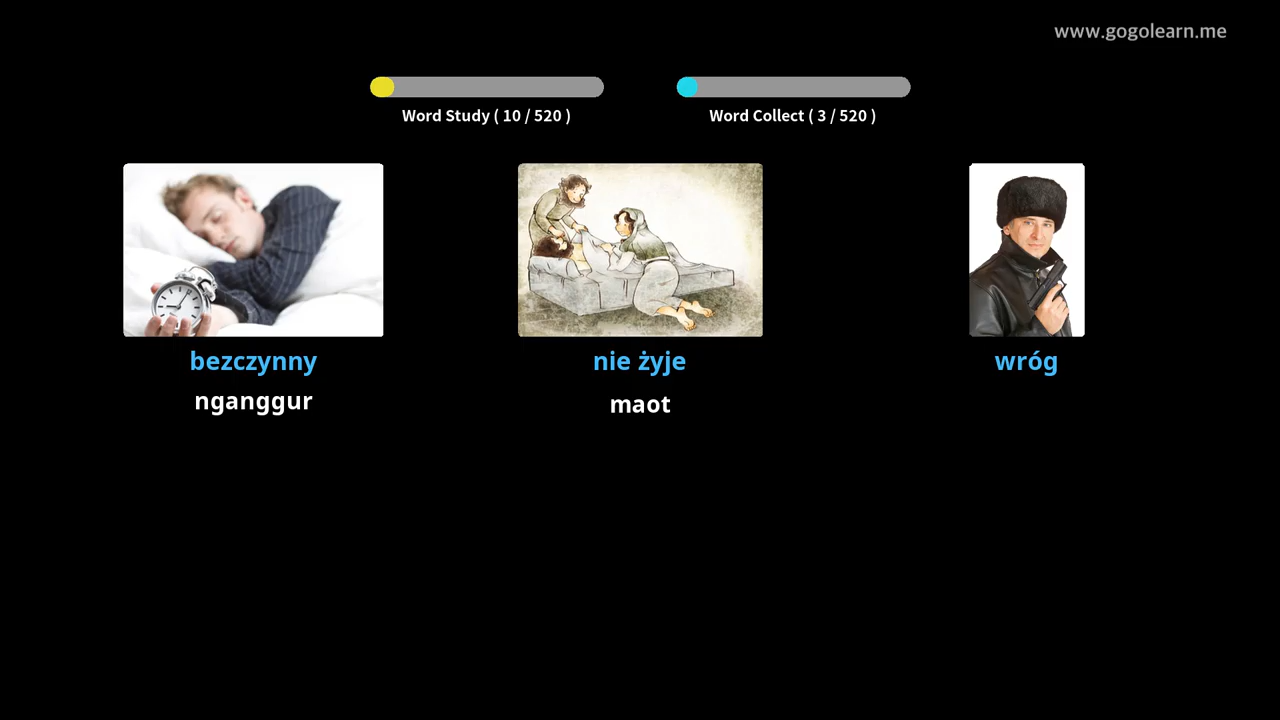 www.gogolearn.me
Word Study ( 10 / 520 )
Word Collect ( 3 / 520 )
bezczynny
nie żyje
wróg
nganggur
maot